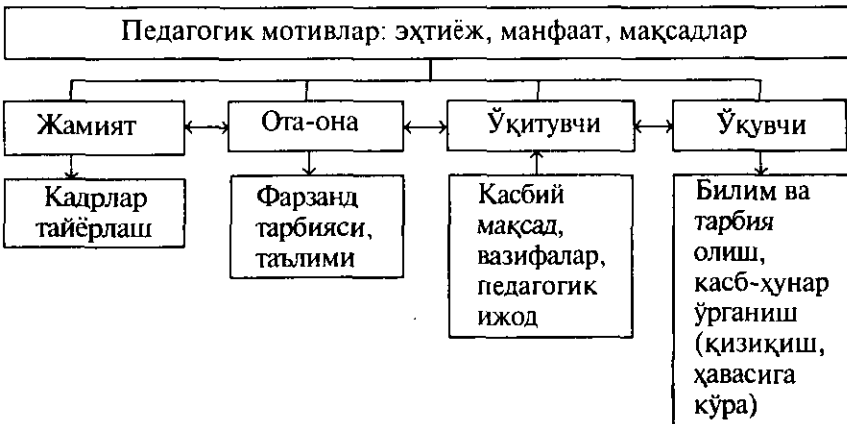 Педагогик мотивлар: эҳтиёж, манфаат, мақсадлар
Жамият
Ота-она
Ўқитувчи
Ўқувчи
Кадрлар
тайёрлаш
Фарзанд
тарбияси,
таълими
Касбий
мақсад,
вазифалар,
педагогик
ижод
Билим ва
тарбия
олиш,
касб-ҳунар
ўрганиш
(қизиқиш,
ҳавасига
кўра)